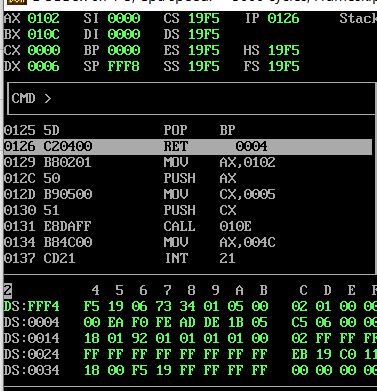 AX 0102 SI 0000 CS 19F5 IP 0126 Stack
BX 010C DI 0000 DS 19F5
CX 0000 BP 0000 ES 19F5 HS 19F5
DX 0006 SP FFF8 SS 19F5 FS 19F5
CMD >
0125 5D POP BP
0126 C20400 RET 0004
0129 B80201 MOV AX,0102
012C 50 PUSH AX
012D B90500 MOV CX,0005
0130 51 PUSH CX
0131 E8DAFF CALL 010E
0134 B84C00 MOV AX,004C
0137 CD21 INT 21
2 4 5 6 7 8 9 A B C D E F
DS:FFF4 F5 19 06 73 34 01 05 00 02 01 00 00
DS:0004 00 EA F0 FE AD DE 1B 05 C5 06 00 00
DS:0014 18 01 92 01 01 01 01 00 02 FF FF FF
DS:0024 FF FF FF FF FF FF FF FF EB 19 C0 11
DS:0034 18 00 F5 19 FF FF FF FF 00 00 00 00